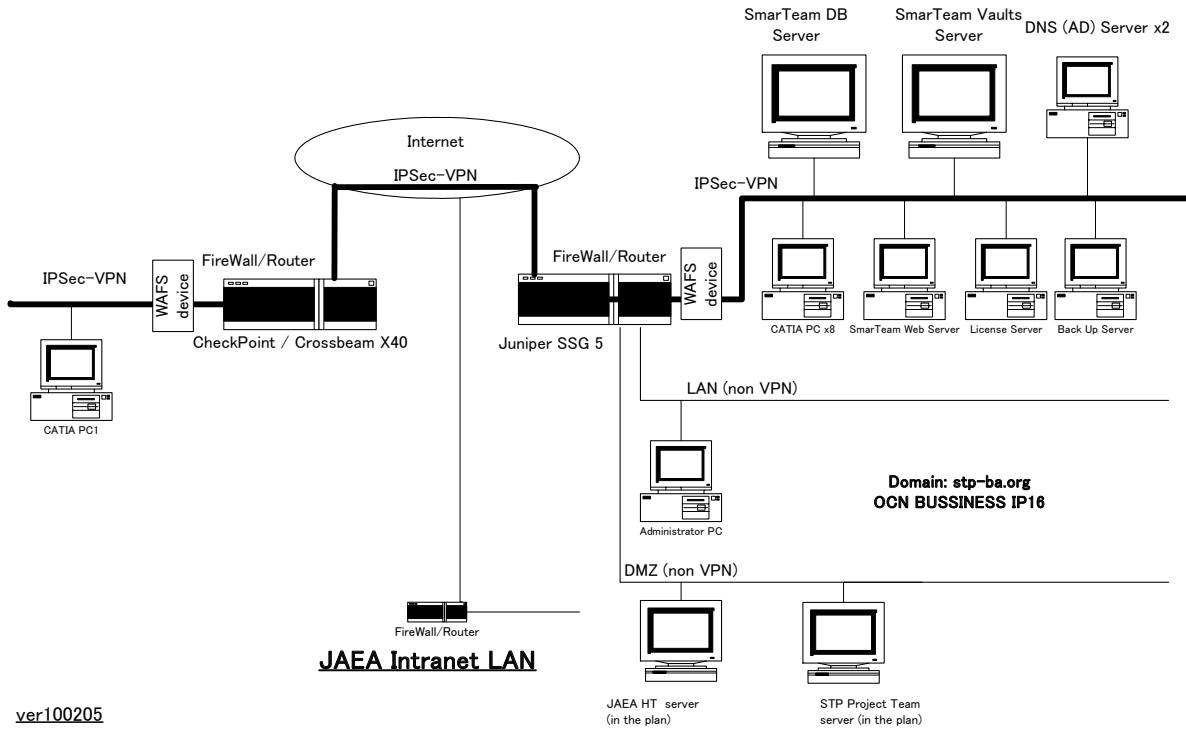 SmarTeam DB
Server
SmarTeam Vaults
Server
DNS (AD) Server x2
Internet
IPSec-VPN
IPSec-VPN
FireWall/Router
FireWall/Router
IPSec-VPN
WAFS
device
WAFS
device
CheckPoint / Crossbeam X40
Juniper SSG 5
CATIA PC x8
SmarTeam Web Server
License Server
Back Up Server
CATIA PC1
LAN (non VPN)
Administrator PC
Domain: stp-ba.org
OCN BUSSINESS IP16
DMZ (non VPN)
FireWall/Router
JAEA Intranet LAN
JAEA HT server
(in the plan)
STP Project Team
server (in the plan)
ver100205